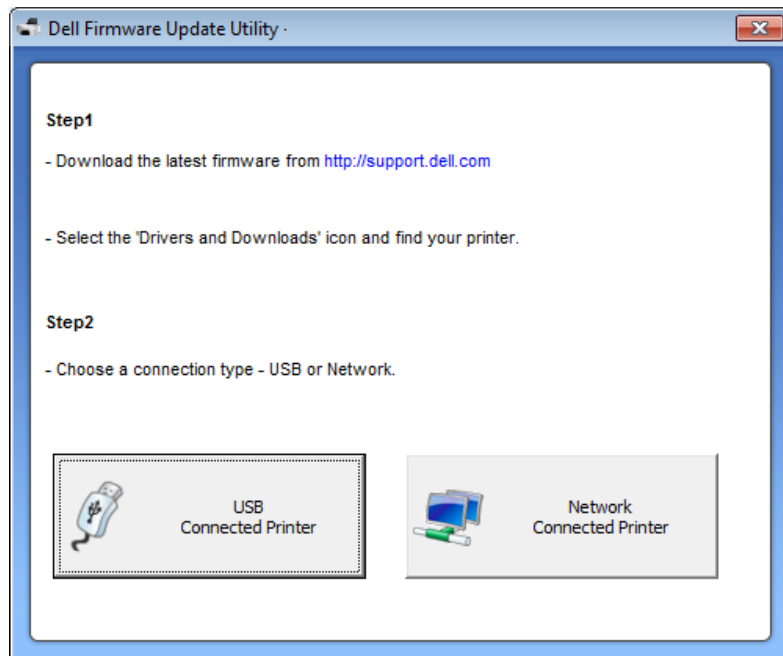 Dell Firmware Update Utility ·
Step1
- Download the latest firmware from http://support.dell.com
- Select the 'Drivers and Downloads' icon and find your printer.
Step2
- Choose a connection type - USB or Network.
USB
Connected Printer
Network
Connected Printer